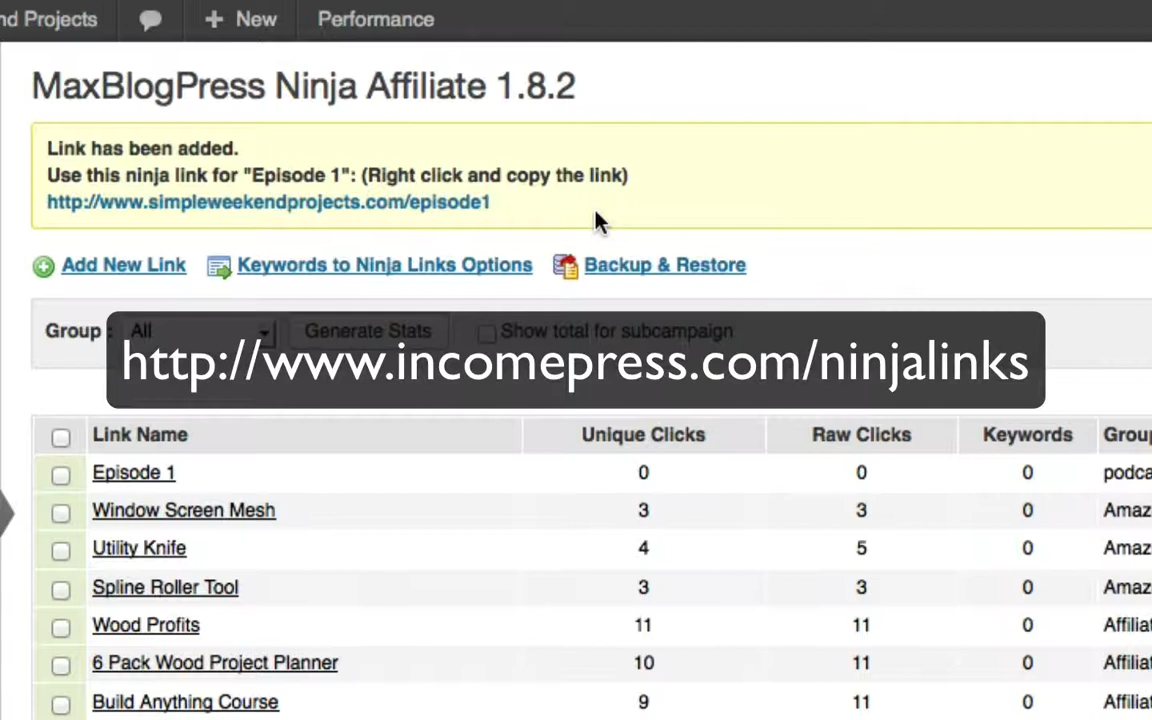 nd Projects New Performance
MaxBlogPress Ninja Affiliate 1.8.2
Link has been added.
Use this ninja link for "Episode 1": (Right click and copy the link)
http://www.simpleweekendprojects.com/episode1
Add New Link Keywords to Ninja Links Options Backup & Restore
Group : All Generate Stats Show total for subcampaign
http://www.incomepress.com/ninjalinks
Link Name Unique Clicks Raw Clicks Keywords Group
Episode 1 0 0 0 podca
Window Screen Mesh 3 3 0 Amaz
Utility Knife 4 5 0 Amaz
Spline Roller Tool 3 3 0 Amaz
Wood Profits 11 11 0 Affiliat
6 Pack Wood Project Planner 10 11 0 Affiliat
Build Anything Course 9 11 0 Affiliat